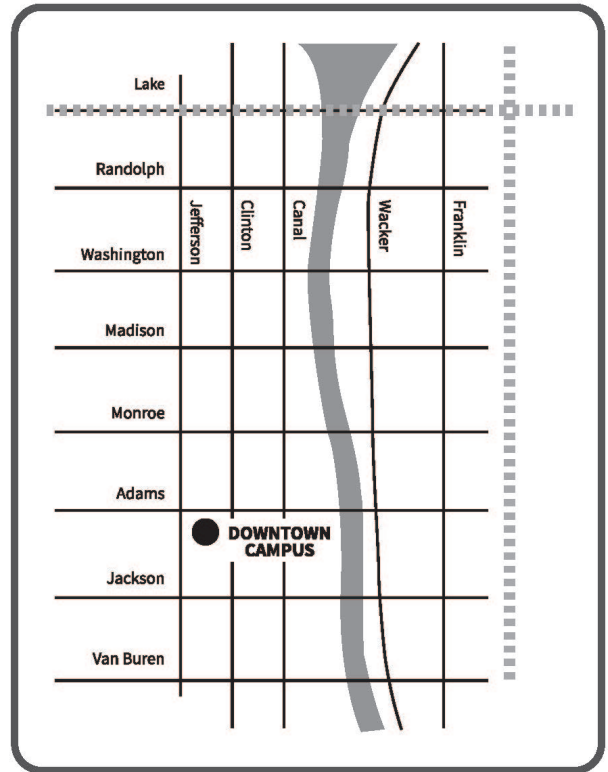 Lake
Randolph
Jefferson
Clinton
Canal
Wacker
Franklin
Washington
Madison
Monroe
Adams
DOWNTOWN
CAMPUS
Jackson
Van Buren